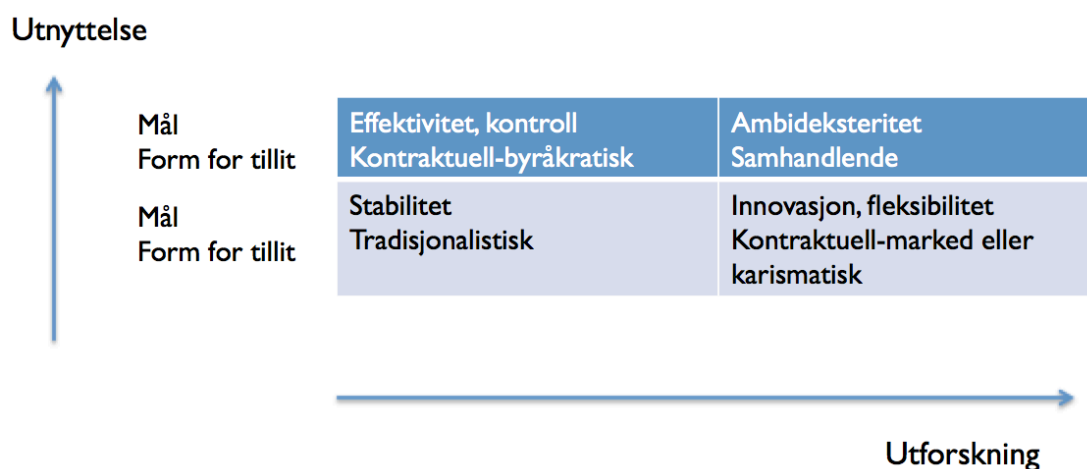 Utnyttelse
Mål
Form for tillit
Effektivitet, kontroll
Kontraktuell-byråkratisk
Ambideksteritet
Samhandlende
Mål
Form for tillit
Stabilitet
Tradisjonalistisk
Innovasjon, fleksibilitet
Kontraktuell-marked eller
karismatisk
Utforskning